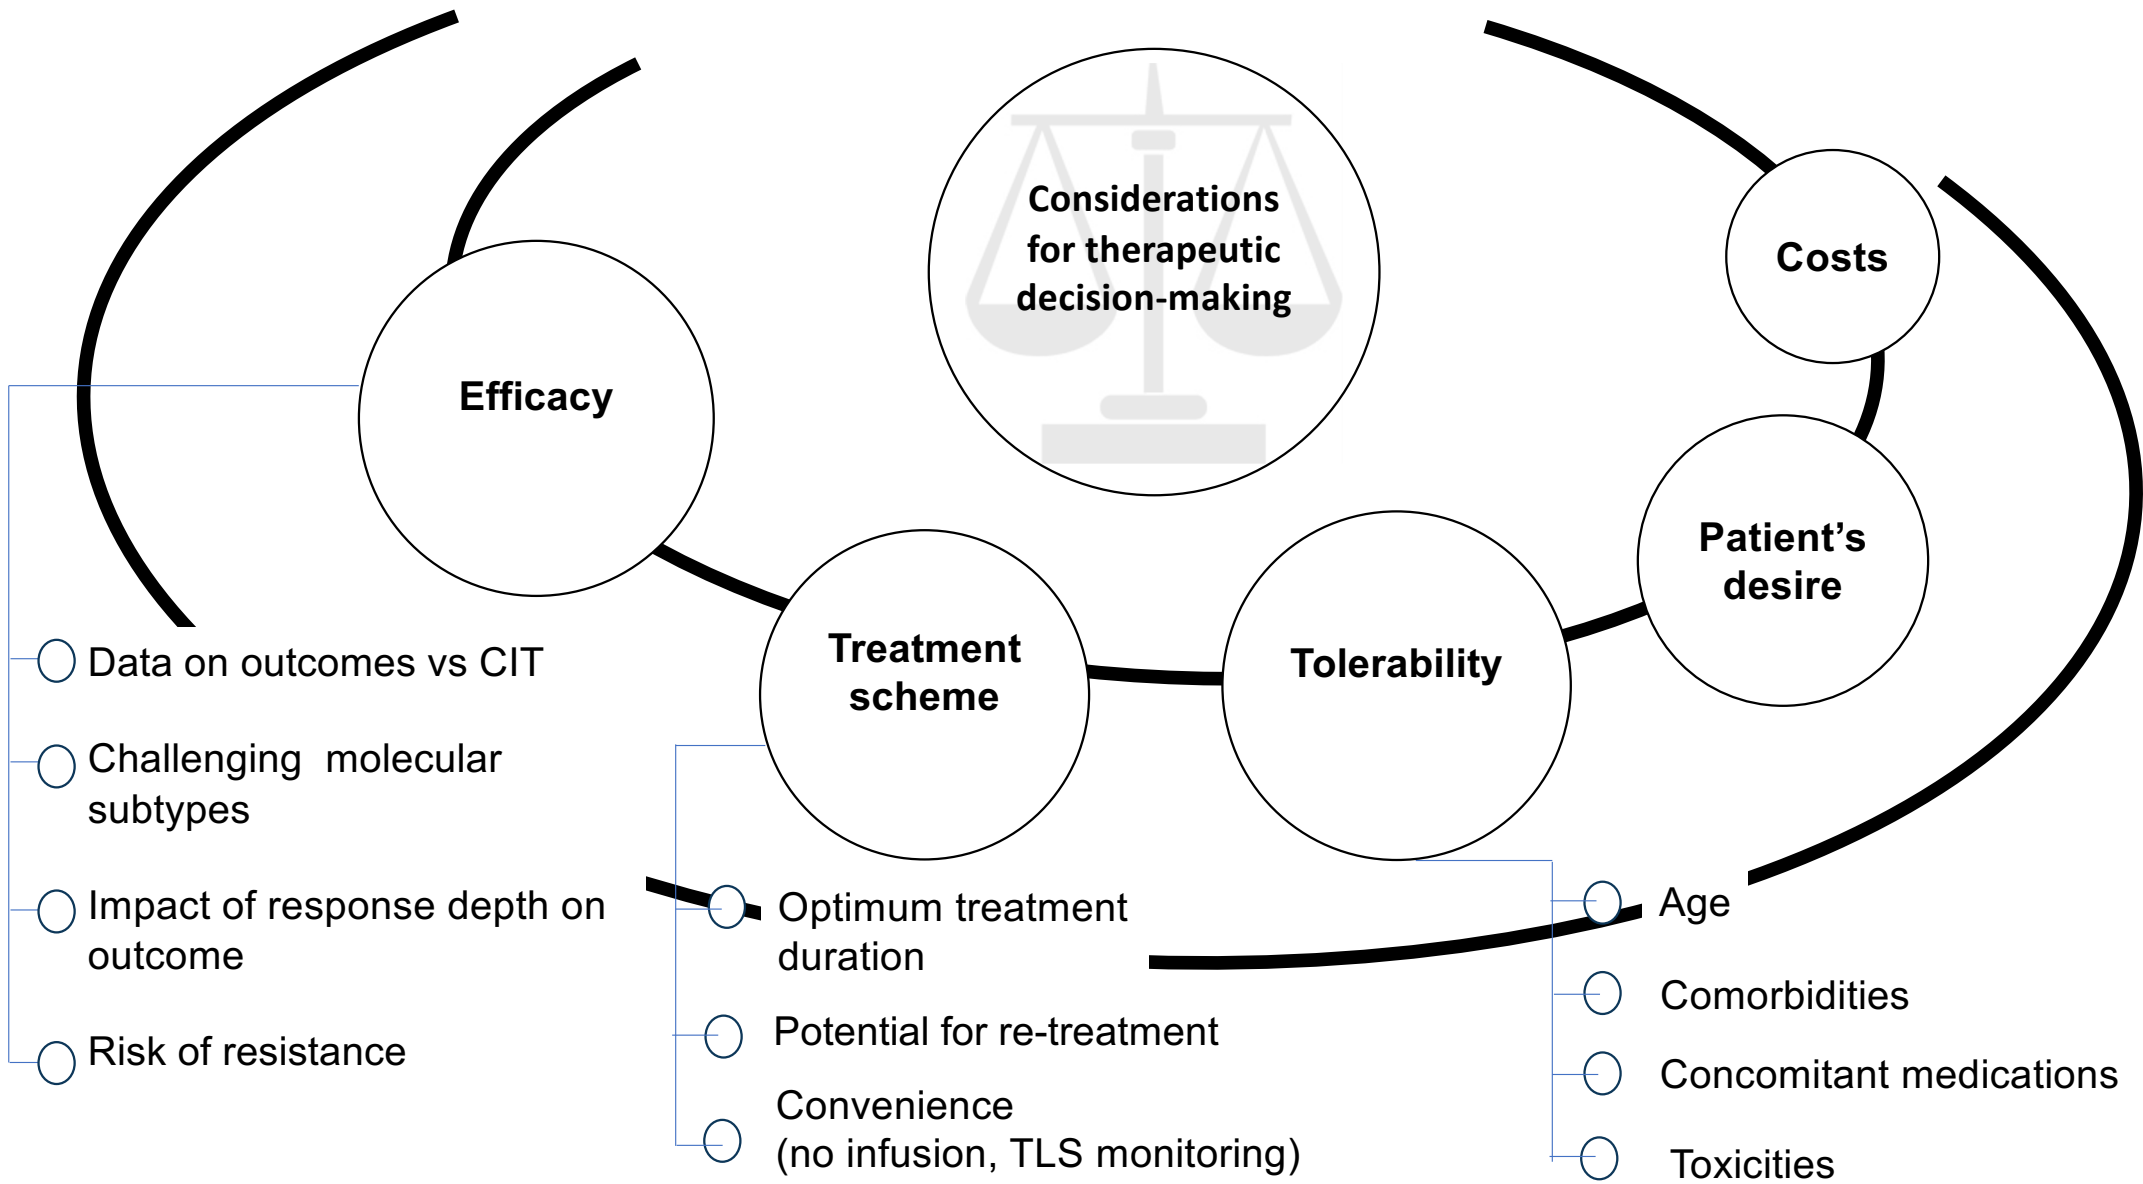 Considerations
for therapeutic
decision-making
Costs
Efficacy
Patient’s
desire
Treatment
scheme
Tolerability
Data on outcomes vs CIT
Challenging  molecular
subtypes
Impact of response depth on
outcome
Risk of resistance
Optimum treatment
duration
Potential for re-treatment
Convenience
(no infusion, TLS monitoring)
Age
Comorbidities
Concomitant medications
Toxicities